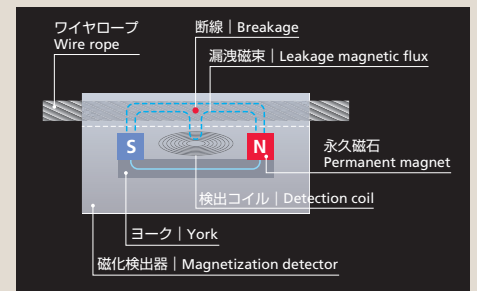 ワイヤロープ
Wire rope
断線｜Breakage
漏洩磁束｜Leakage magnetic flux
S
N
永久磁石
Permanent magnet
検出コイル｜Detection coil
ヨーク｜York
磁化検出器｜Magnetization detector